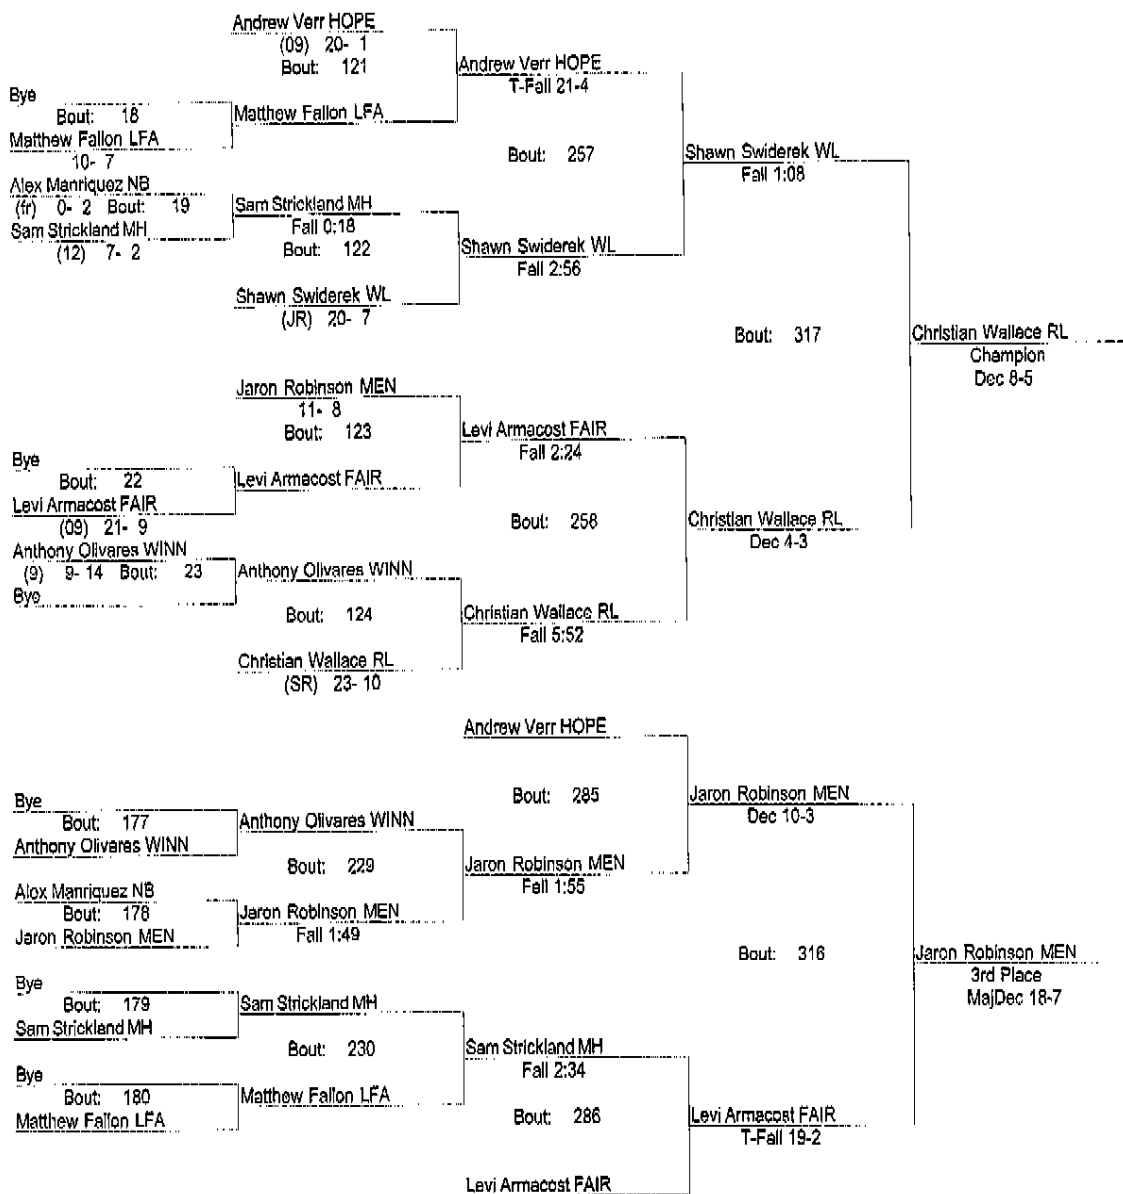 Andrew Verr HOPE
(09) 20- 1
Bout: 121
Andrew Verr HOPE
T-Fall 21-4
Bye
Bout: 18
Matthew Fallon LFA
Matthew Fallon LFA
10- 7
Bout: 257
Shawn Swiderek WL
Fall 1:08
Alex Manriquez NB
(fr) 0- 2 Bout: 19
Sam Strickland MH
Sam Strickland MH
(12) 7- 2
Fall 0:18
Bout: 122
Shawn Swiderek WL
Fall 2:56
Shawn Swiderek WL
(JR) 20- 7
Bout: 317
Christian Wallace RL
Champion
Dec 8-5
Jaron Robinson MEN
11- 8
Bout: 123
Levi Armacost FAIR
Fall 2:24
Bye
Bout: 22
Levi Armacost FAIR
Levi Armacost FAIR
(09) 21- 9
Bout: 258
Christian Wallace RL
Dec 4-3
Anthony Olivares WINN
(9) 9- 14 Bout: 23
Anthony Olivares WINN
Bye
Bout: 124
Christian Wallace RL
Fall 5:52
Christian Wallace RL
(SR) 23- 10
Andrew Verr HOPE
Bout: 285
Jaron Robinson MEN
Dec 10-3
Bye
Bout: 177
Anthony Olivares WINN
Anthony Olivares WINN
Bout: 229
Jaron Robinson MEN
Fall 1:55
Alex Manriquez NB
Bout: 178
Jaron Robinson MEN
Jaron Robinson MEN
Fall 1:49
Bout: 316
Jaron Robinson MEN
3rd Place
MajDec 18-7
Bye
Bout: 179
Sam Strickland MH
Sam Strickland MH
Bout: 230
Sam Strickland MH
Fall 2:34
Bye
Bout: 180
Matthew Fallon LFA
Matthew Fallon LFA
Bout: 286
Levi Armacost FAIR
T-Fall 19-2
Levi Armacost FAIR